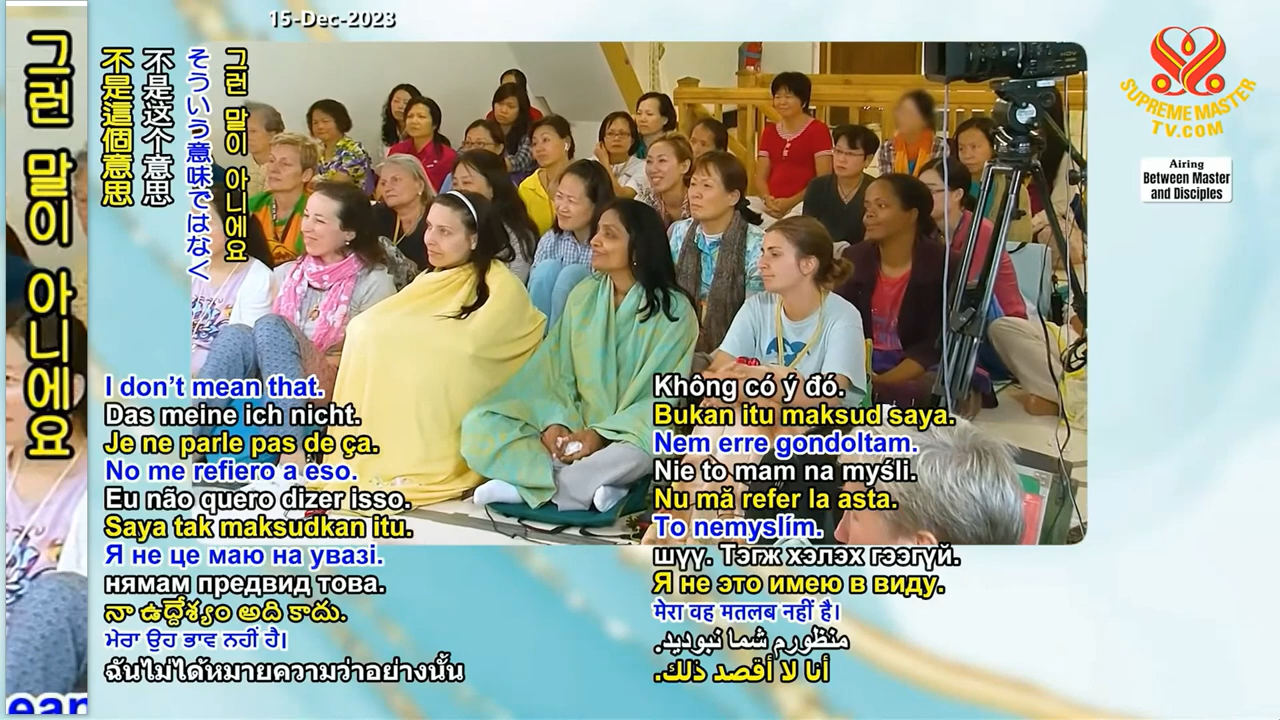 15-Dec-2023
그런 말이 아니에요
不是這個意思
不是这个意思
そういう意味ではなく
그런 말이 아니에요
SUPREME MASTER
TV.COM
Airing
Between Master
and Disciples
I don't mean that.
Das meine ich nicht.
Je ne parle pas de ça.
No me refiero a eso.
Eu não quero dizer isso.
Saya tak maksudkan itu.
Я не це маю на увазі.
нямам предвид това.
నా ఉద్దేశ్యం అది కాదు.
ਮੇਰਾ ਉਹ ਭਾਵ ਨਹੀਂ ਹੈ।
ฉันไม่ได้หมายความว่าอย่างนั้น
Không có ý đó.
Bukan itu maksud saya.
Nem erre gondoltam.
Nie to mam na myśli.
Nu mă refer la asta.
To nemyslím.
шүү. Тэгж хэлэх гээгүй.
Я не это имею в виду.
मेरा वह मतलब नहीं है।
منظورم شما نبودید.
أنا لا أقصد ذلك.
ean